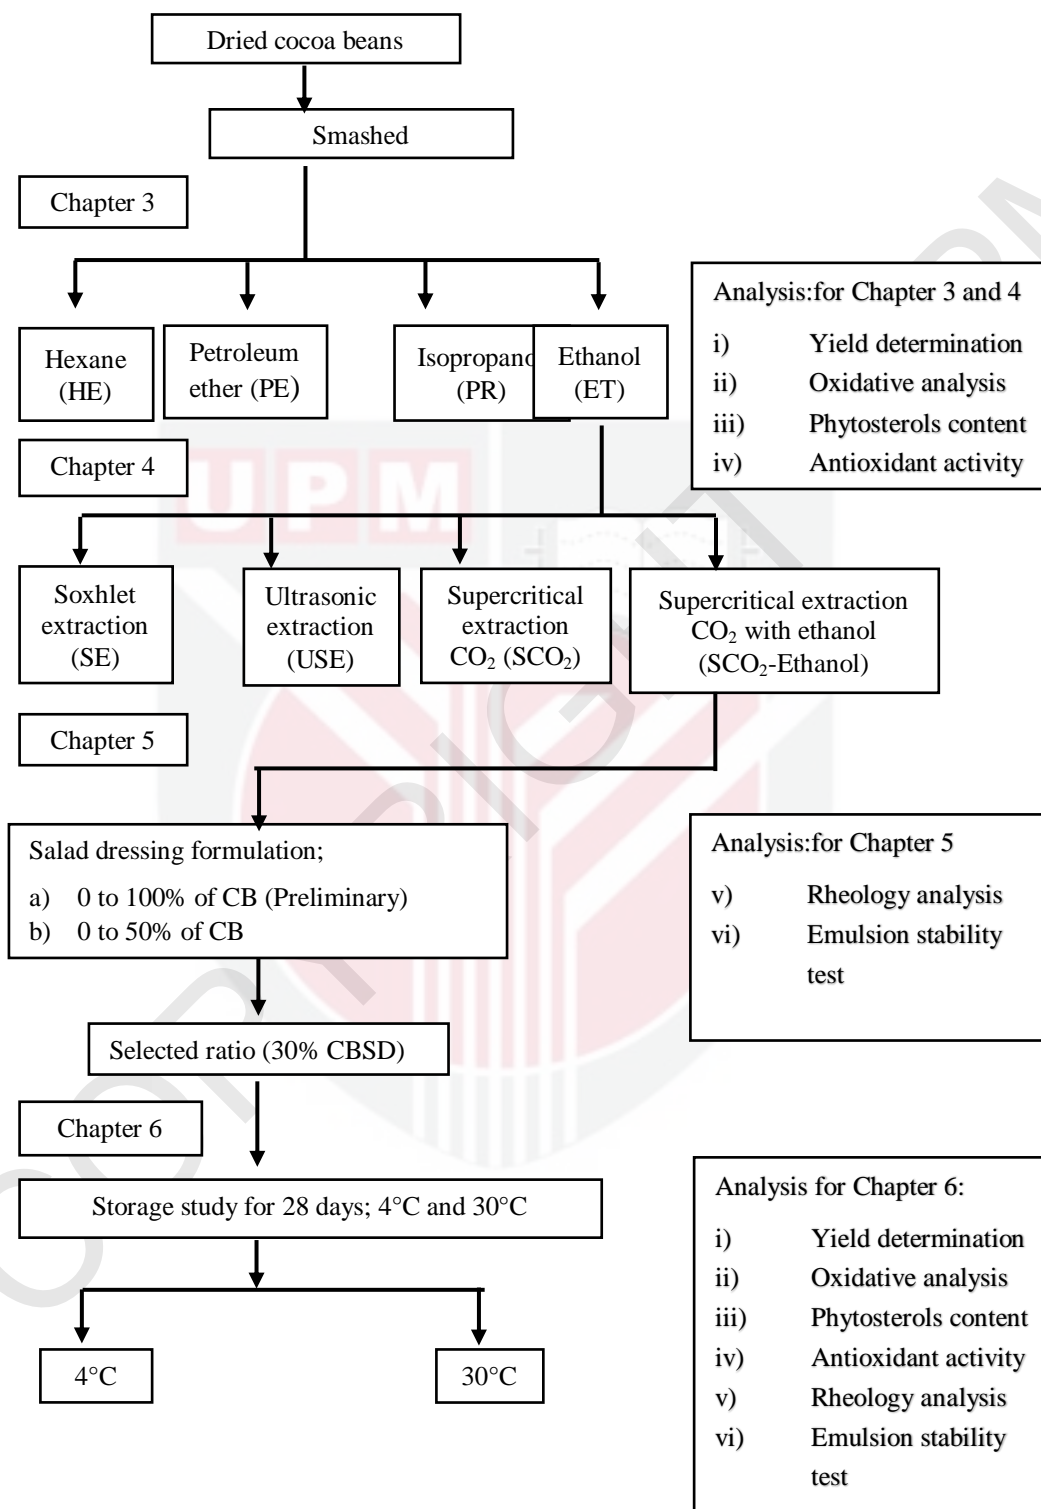 Dried cocoa beans
Smashed
Chapter 3
Hexane
(HE)
Petroleum
ether (PE)
Isopropano
(PR)
Ethanol
(ET)
Analysis:for Chapter 3 and 4
i) Yield determination
ii) Oxidative analysis
iii) Phytosterols content
iv) Antioxidant activity
Chapter 4
UPM
Soxhlet
extraction
(SE)
Ultrasonic
extraction
(USE)
Supercritical
extraction
CO₂ (SCO₂)
Supercritical extraction
CO₂ with ethanol
(SCO₂-Ethanol)
Chapter 5
Salad dressing formulation;
a) 0 to 100% of CB (Preliminary)
b) 0 to 50% of CB
Analysis:for Chapter 5
v) Rheology analysis
vi) Emulsion stability
test
Selected ratio (30% CBSD)
Chapter 6
Storage study for 28 days; 4°C and 30°C
4°C
30°C
Analysis for Chapter 6:
i) Yield determination
ii) Oxidative analysis
iii) Phytosterols content
iv) Antioxidant activity
v) Rheology analysis
vi) Emulsion stability
test
COPYRIGHT UPM